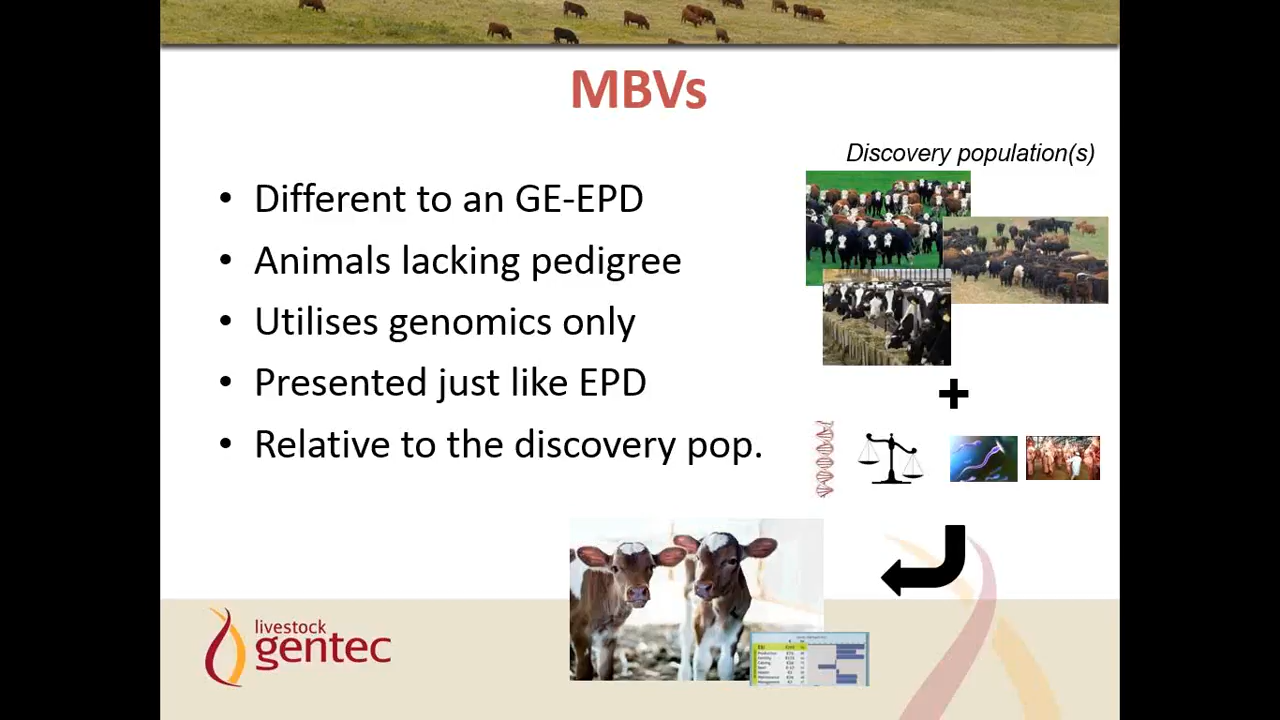 MBVs
Discovery population(s)
• Different to an GE-EPD
• Animals lacking pedigree
• Utilises genomics only
• Presented just like EPD
• Relative to the discovery pop.
livestock
gentec